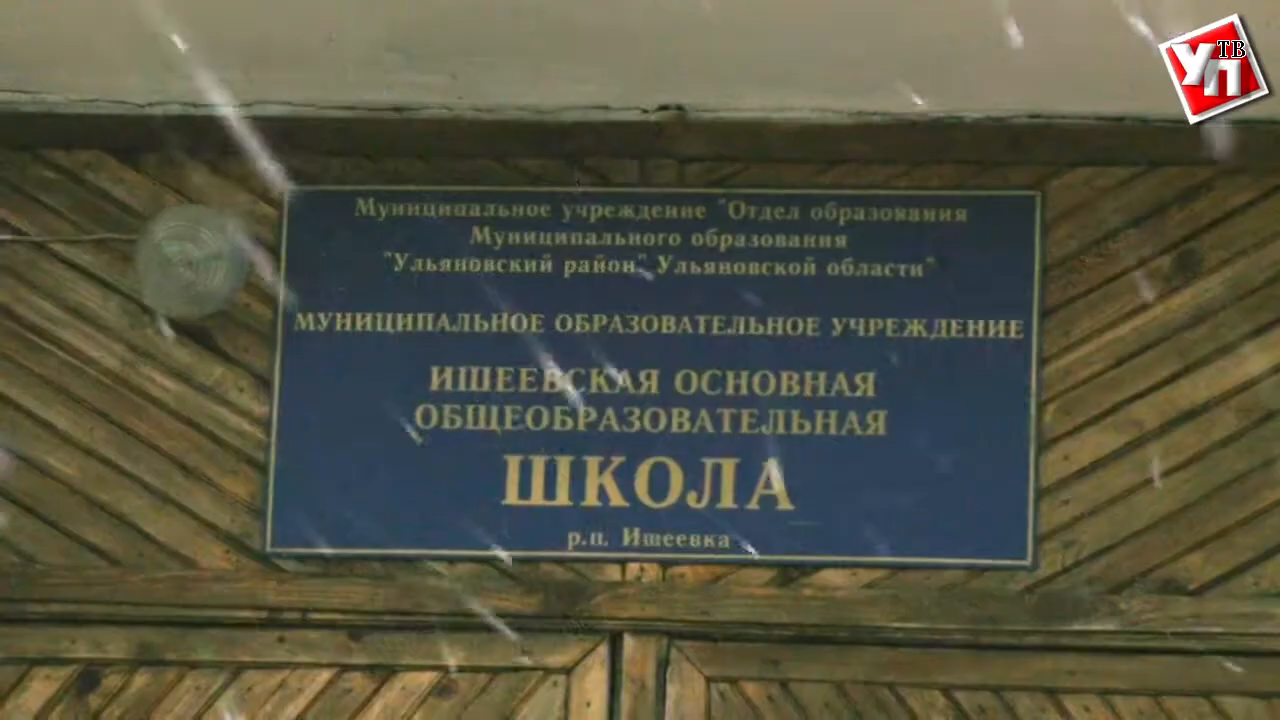 УП ТВ
Муниципальное учреждение "Отдел образования
Муниципального образования
"Ульяновский район" Ульяновской области"
МУНИЦИПАЛЬНОЕ ОБРАЗОВАТЕЛЬНОЕ УЧРЕЖДЕНИЕ
ИШЕЕВСКАЯ ОСНОВНАЯ
ОБЩЕОБРАЗОВАТЕЛЬНАЯ
ШКОЛА
р.п. Ишеевка